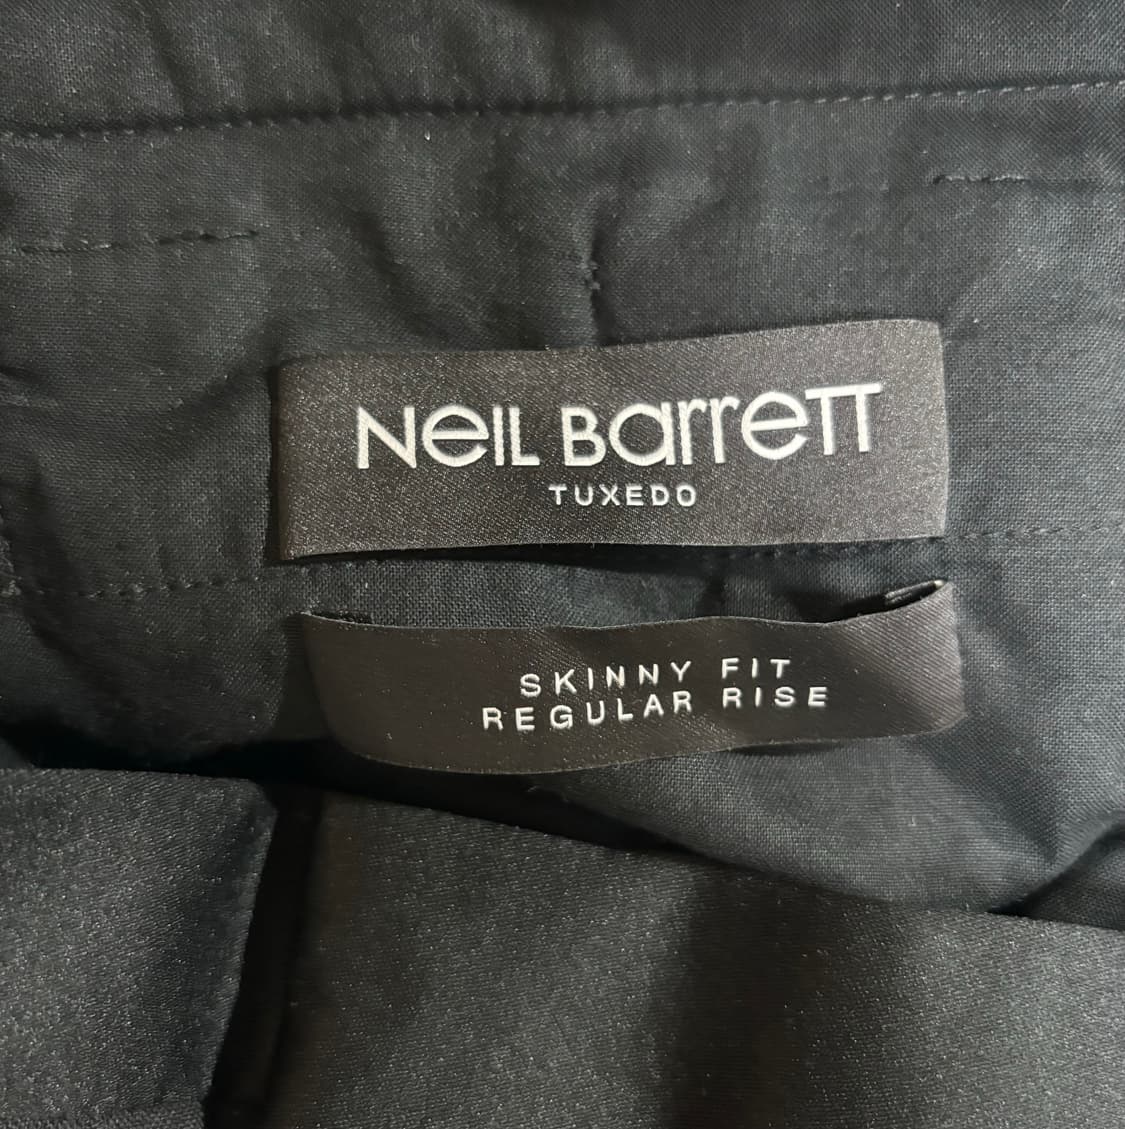 NeIL BarreTT
TUXEDO
SKINNY FIT
REGULAR RISE